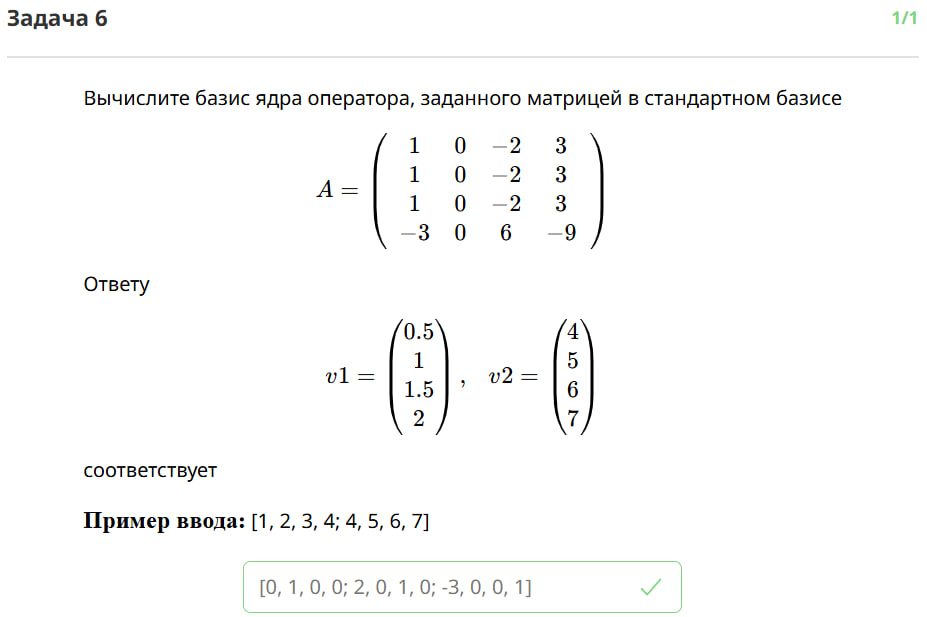 Задача 6 1/1
Вычислите базис ядра оператора, заданного матрицей в стандартном базисе
A =
1 0 −2 3
1 0 −2 3
1 0 −2 3
−3 0 6 −9
Ответу
v1 =
0.5
1
1.5
2
, v2 =
4
5
6
7
соответствует
Пример ввода: [1, 2, 3, 4; 4, 5, 6, 7]
[0, 1, 0, 0; 2, 0, 1, 0; -3, 0, 0, 1]